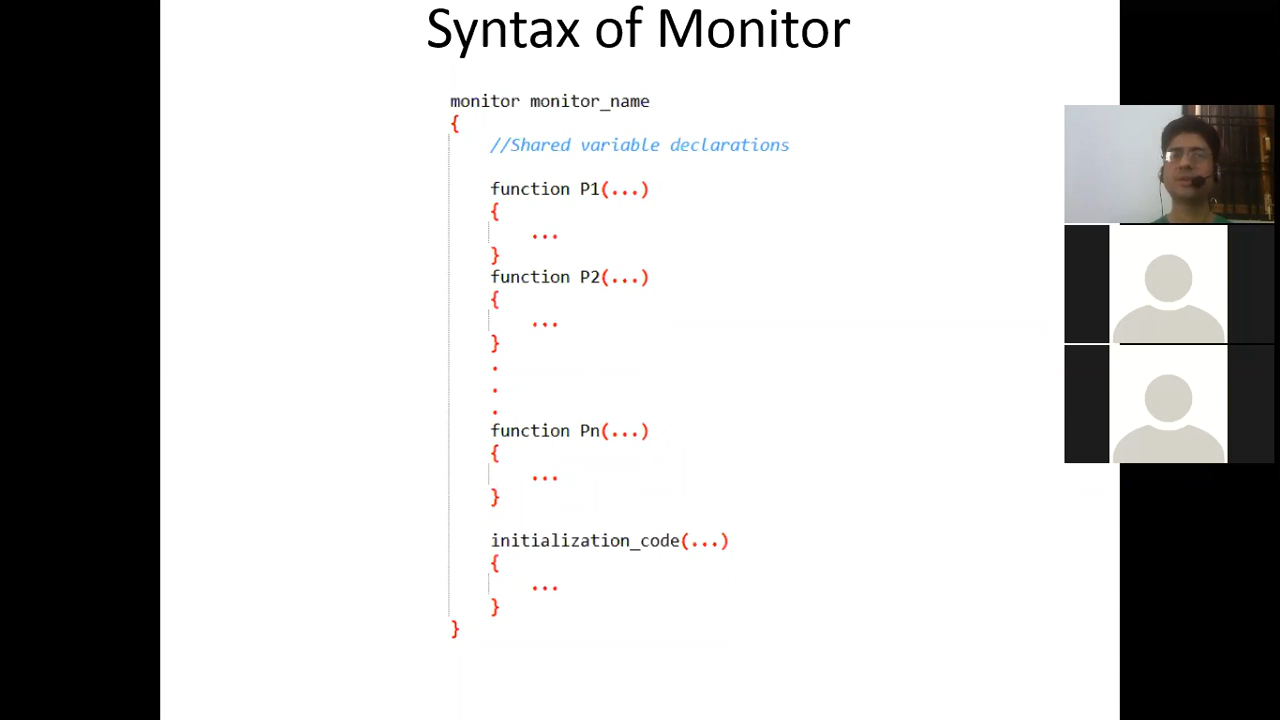 Syntax of Monitor
monitor monitor_name
{
//Shared variable declarations
function P1(...)
{
...
}
function P2(...)
{
...
}
.
.
.
function Pn(...)
{
...
}
initialization_code(...)
{
...
}
}